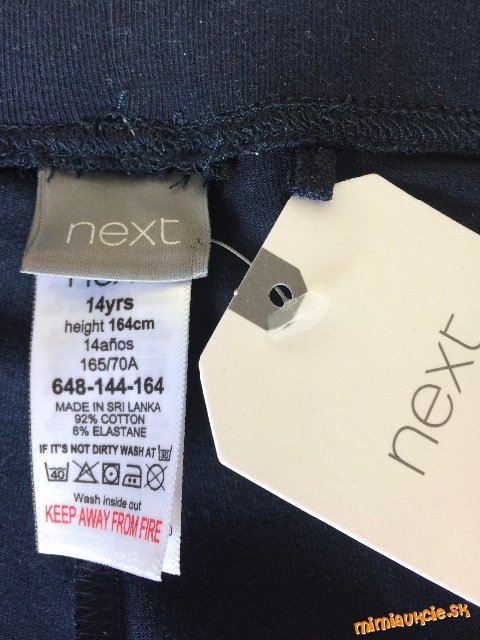 next
14yrs
height 164cm
14años
165/70A
648-144-164
MADE IN SRI LANKA
92% COTTON
8% ELASTANE
IF IT'S NOT DIRTY WASH AT 30
40
Wash inside out
KEEP AWAY FROM FIRE
next
mimiaukcie.sk